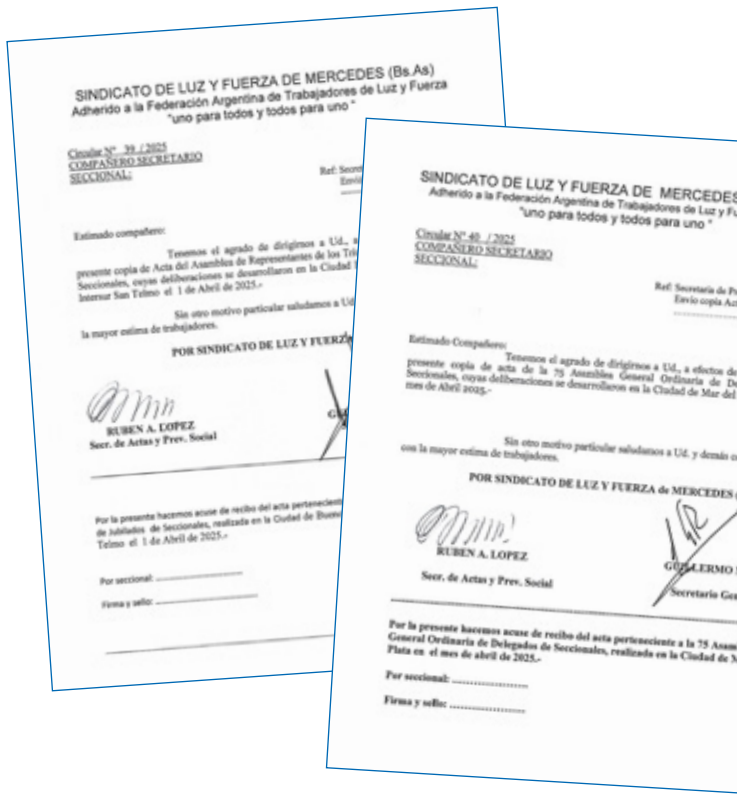 SINDICATO DE LUZ Y FUERZA DE MERCEDES (Bs.As)
Adherido a la Federación Argentina de Trabajadores de Luz y Fuerza
"uno para todos y todos para uno "
Circular N° 39 / 2025
COMPAÑERO SECRETARIO
SECCIONAL:
Ref:
Estimado compañero:
Tenemos el agrado de dirigirnos a Ud., a
presente copia de Acta del Asamblea de Representantes de los
Seccionales, cuyas deliberaciones se desarrollaron en la Ciudad
Intersur San Telmo el 1 de Abril de 2025.-
Sin otro motivo particular saludamos a Ud
la mayor estima de trabajadores.
POR SINDICATO DE LUZ Y FUERZA
RUBEN A. LOPEZ
Secr. de Actas y Prev. Social
Por la presente hacemos acuse de recibo del acta perteneciente
de Jubilados de Seccionales, realizada en la Ciudad de Buenos
Telmo el 1 de Abril de 2025.-
Por seccional: ..............................
Firma y sello: ..............................
SINDICATO DE LUZ Y FUERZA DE MERCEDES
Adherido a la Federación Argentina de Trabajadores de Luz y Fu
"uno para todos y todos para uno "
Circular N° 40 / 2025
COMPAÑERO SECRETARIO
SECCIONAL:
Ref: Secretaría de Pr
Envio copia Act
Estimado Compañero:
Tenemos el agrado de dirigirnos a Ud., a efectos de
presente copia de acta de la 75 Asamblea General Ordinaria de De
Seccionales, cuyas deliberaciones se desarrollaron en la Ciudad de Mar del
mes de Abril 2025.-
Sin otro motivo particular saludamos a Ud. y demás c
con la mayor estima de trabajadores.
POR SINDICATO DE LUZ Y FUERZA de MERCEDES (
RUBEN A. LOPEZ
Secr. de Actas y Prev. Social
GUILLERMO
Secretario Gen
Por la presente hacemos acuse de recibo del acta perteneciente a la 75 Asam
General Ordinaria de Delegados de Seccionales, realizada en la Ciudad de M
Plata en el mes de abril de 2025.-
Por seccional: ......................
Firma y sello: ......................